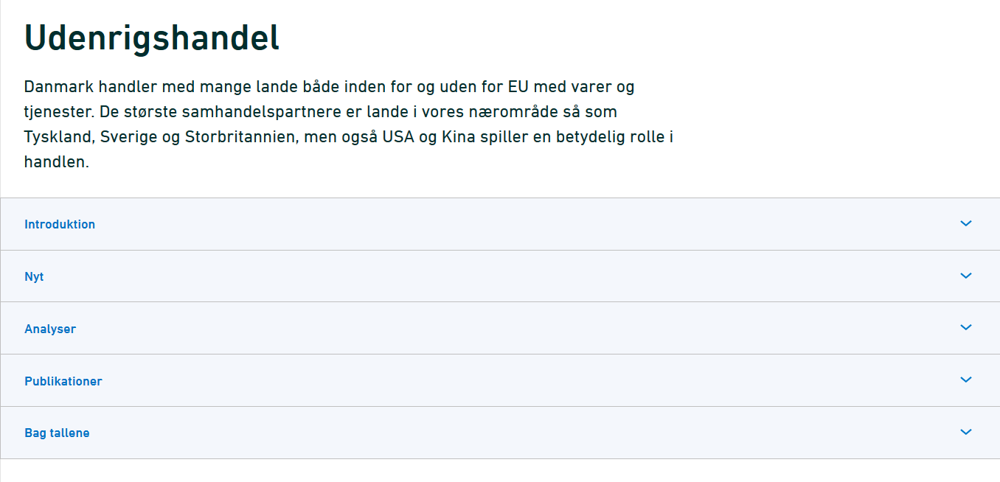 Udenrigshandel
Danmark handler med mange lande både inden for og uden for EU med varer og
tjenester. De største samhandelspartnere er lande i vores nærområde så som
Tyskland, Sverige og Storbritannien, men også USA og Kina spiller en betydelig rolle i
handlen.
Introduktion
Nyt
Analyser
Publikationer
Bag tallene